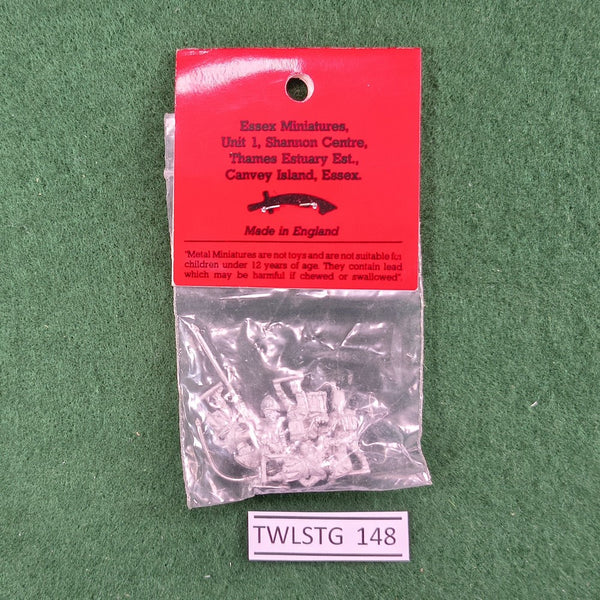 Essex Miniatures,
Unit 1, Shannon Centre,
Thames Estuary Est.,
Canvey Island, Essex.
Made in England
"Metal Miniatures are not toys and are not suitable for
children under 12 years of age. They contain lead
which may be harmful if chewed or swallowed".
TWLSTG 148